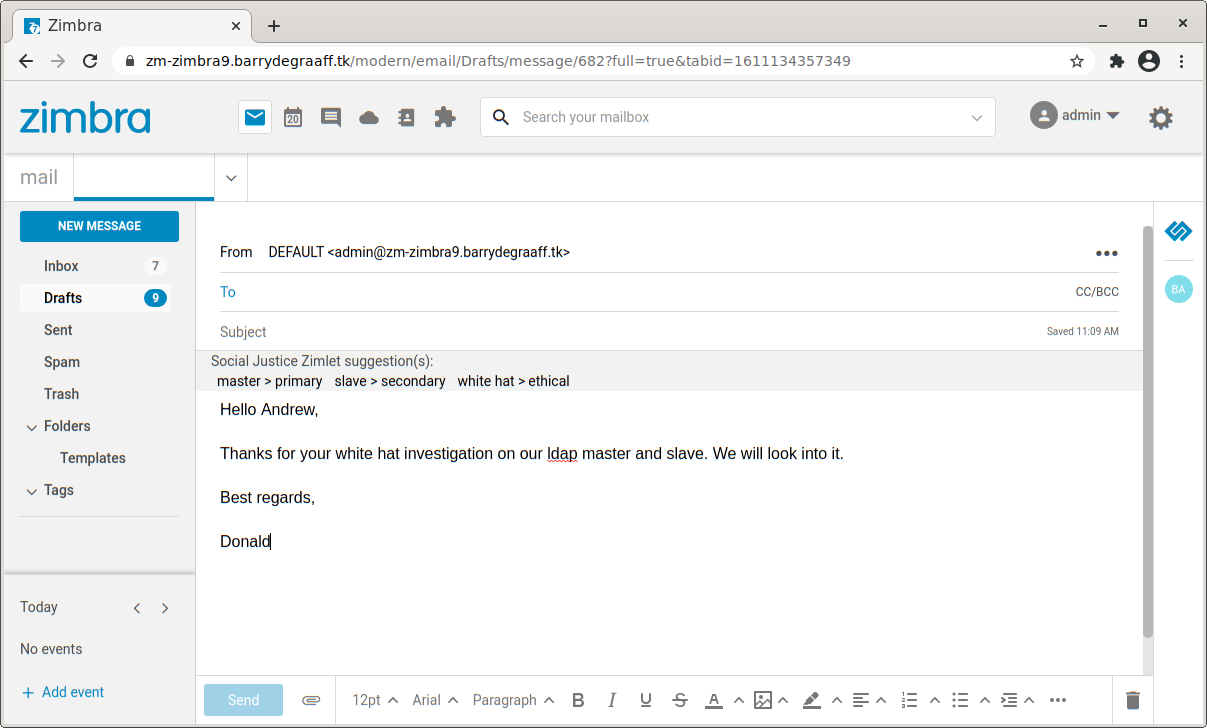 Zimbra
zm-zimbra9.barrydegraaff.tk/modern/email/Drafts/message/682?full=true&tabid=1611134357349
zimbra
20
Search your mailbox
admin
mail
NEW MESSAGE
Inbox 7
Drafts 9
Sent
Spam
Trash
Folders
Templates
Tags
Today
No events
+ Add event
From DEFAULT <admin@zm-zimbra9.barrydegraaff.tk>
To CC/BCC
Subject Saved 11:09 AM
Social Justice Zimlet suggestion(s):
master > primary slave > secondary white hat > ethical
Hello Andrew,
Thanks for your white hat investigation on our ldap master and slave. We will look into it.
Best regards,
Donald
Send 12pt Arial Paragraph B I U S A
BA